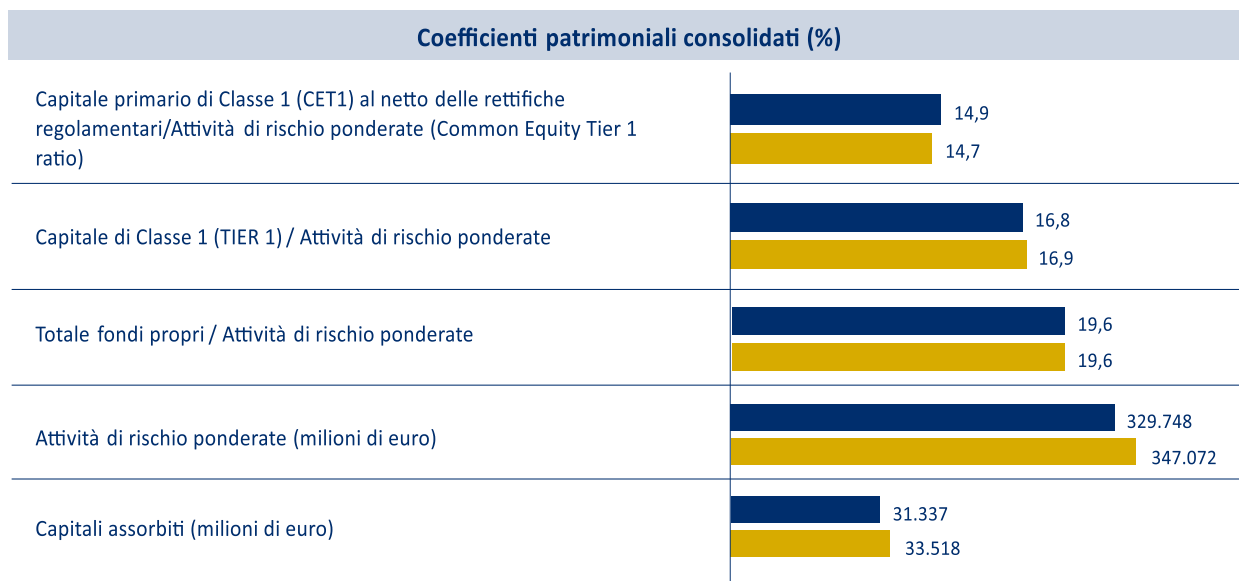 Coefficienti patrimoniali consolidati (%)
Capitale primario di Classe 1 (CET1) al netto delle rettifiche
regolamentari/Attività di rischio ponderate (Common Equity Tier 1
ratio)
14,9
14,7
Capitale di Classe 1 (TIER 1) / Attività di rischio ponderate
16,8
16,9
Totale fondi propri / Attività di rischio ponderate
19,6
19,6
Attività di rischio ponderate (milioni di euro)
329.748
347.072
Capitali assorbiti (milioni di euro)
31.337
33.518